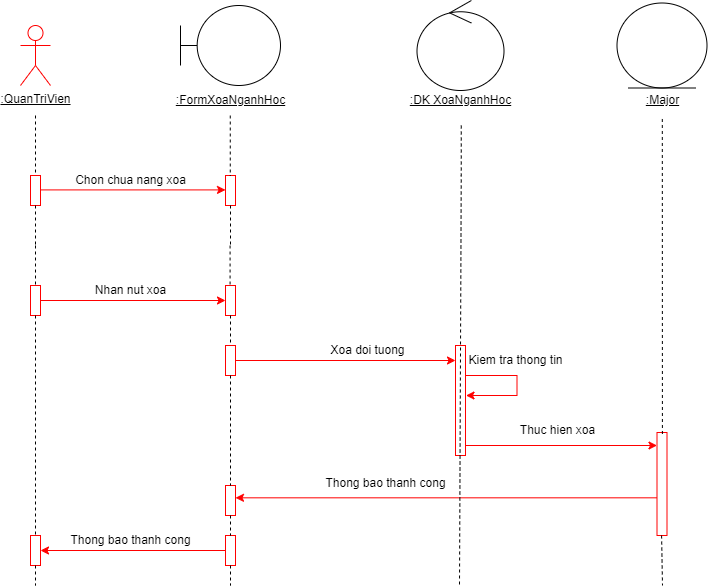 :QuanTriVien
:FormXoaNganhHoc
:DK XoaNganhHoc
:Major
Chon chua nang xoa
Nhan nut xoa
Xoa doi tuong
Kiem tra thong tin
Thuc hien xoa
Thong bao thanh cong
Thong bao thanh cong